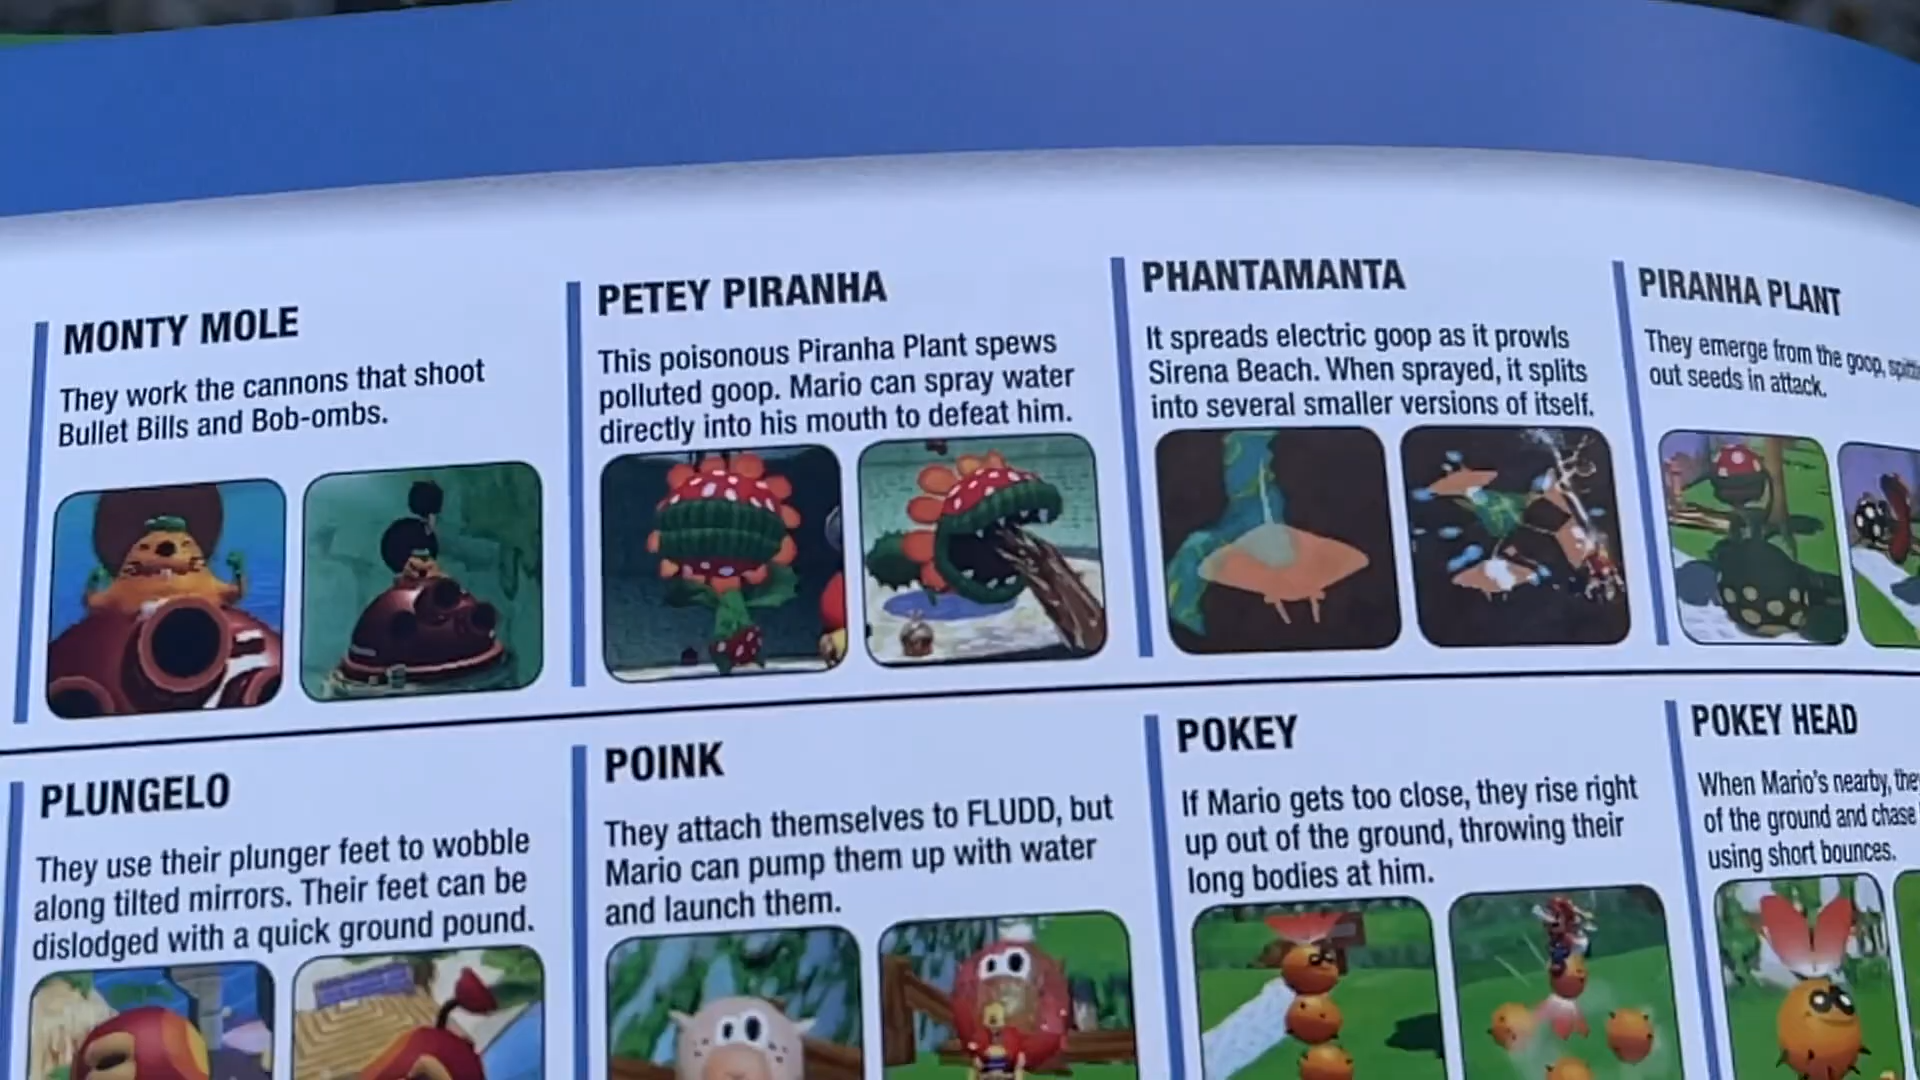 MONTY MOLE
They work the cannons that shoot
Bullet Bills and Bob-ombs.
PETEY PIRANHA
This poisonous Piranha Plant spews
polluted goop. Mario can spray water
directly into his mouth to defeat him.
PHANTAMANTA
It spreads electric goop as it prowls
Sirena Beach. When sprayed, it splits
into several smaller versions of itself.
PIRANHA PLANT
They emerge from the goop,
out seeds in attack.
PLUNGELO
They use their plunger feet to wobble
along tilted mirrors. Their feet can be
dislodged with a quick ground pound.
POINK
They attach themselves to FLUDD, but
Mario can pump them up with water
and launch them.
POKEY
If Mario gets too close, they rise right
up out of the ground, throwing their
long bodies at him.
POKEY HEAD
When Mario's nearby, they
of the ground and chase
using short bounces.